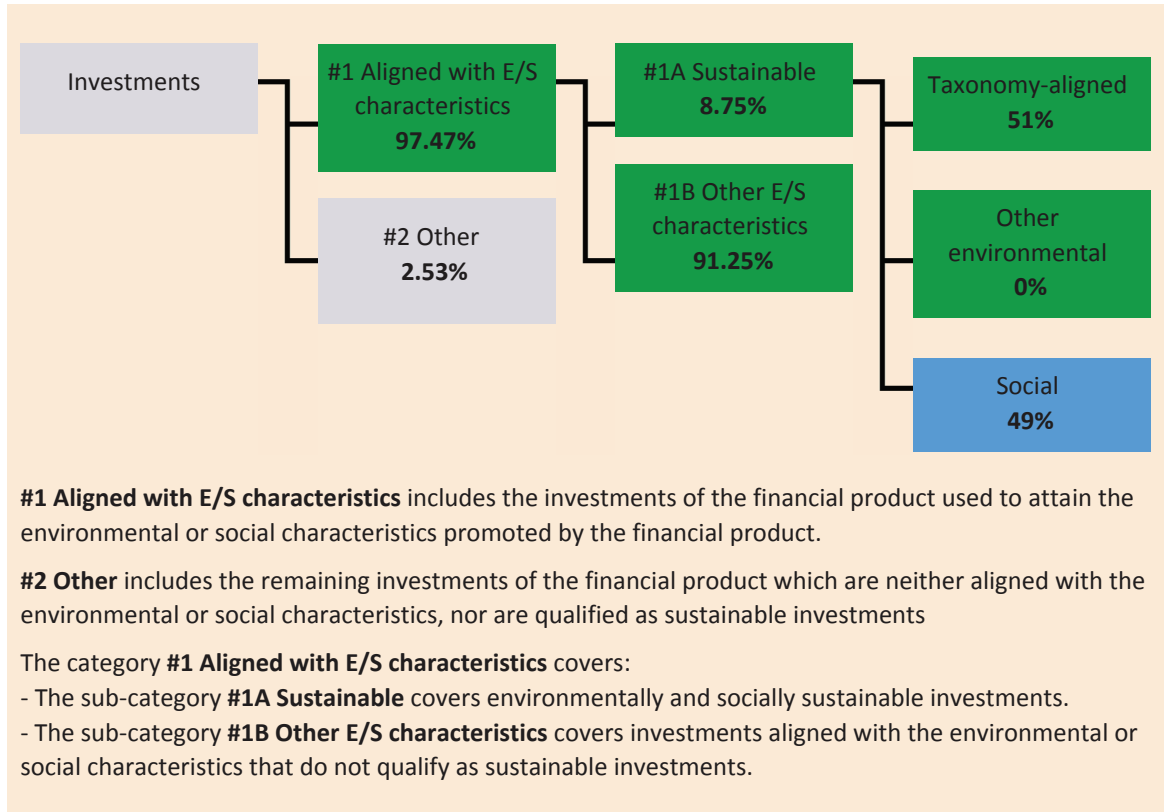 Investments
#1 Aligned with E/S
characteristics
97.47%
#2 Other
2.53%
#1A Sustainable
8.75%
#1B Other E/S
characteristics
91.25%
Taxonomy-aligned
51%
Other
environmental
0%
Social
49%
#1 Aligned with E/S characteristics includes the investments of the financial product used to attain the
environmental or social characteristics promoted by the financial product.
#2 Other includes the remaining investments of the financial product which are neither aligned with the
environmental or social characteristics, nor are qualified as sustainable investments
The category #1 Aligned with E/S characteristics covers:
- The sub-category #1A Sustainable covers environmentally and socially sustainable investments.
- The sub-category #1B Other E/S characteristics covers investments aligned with the environmental or
social characteristics that do not qualify as sustainable investments.